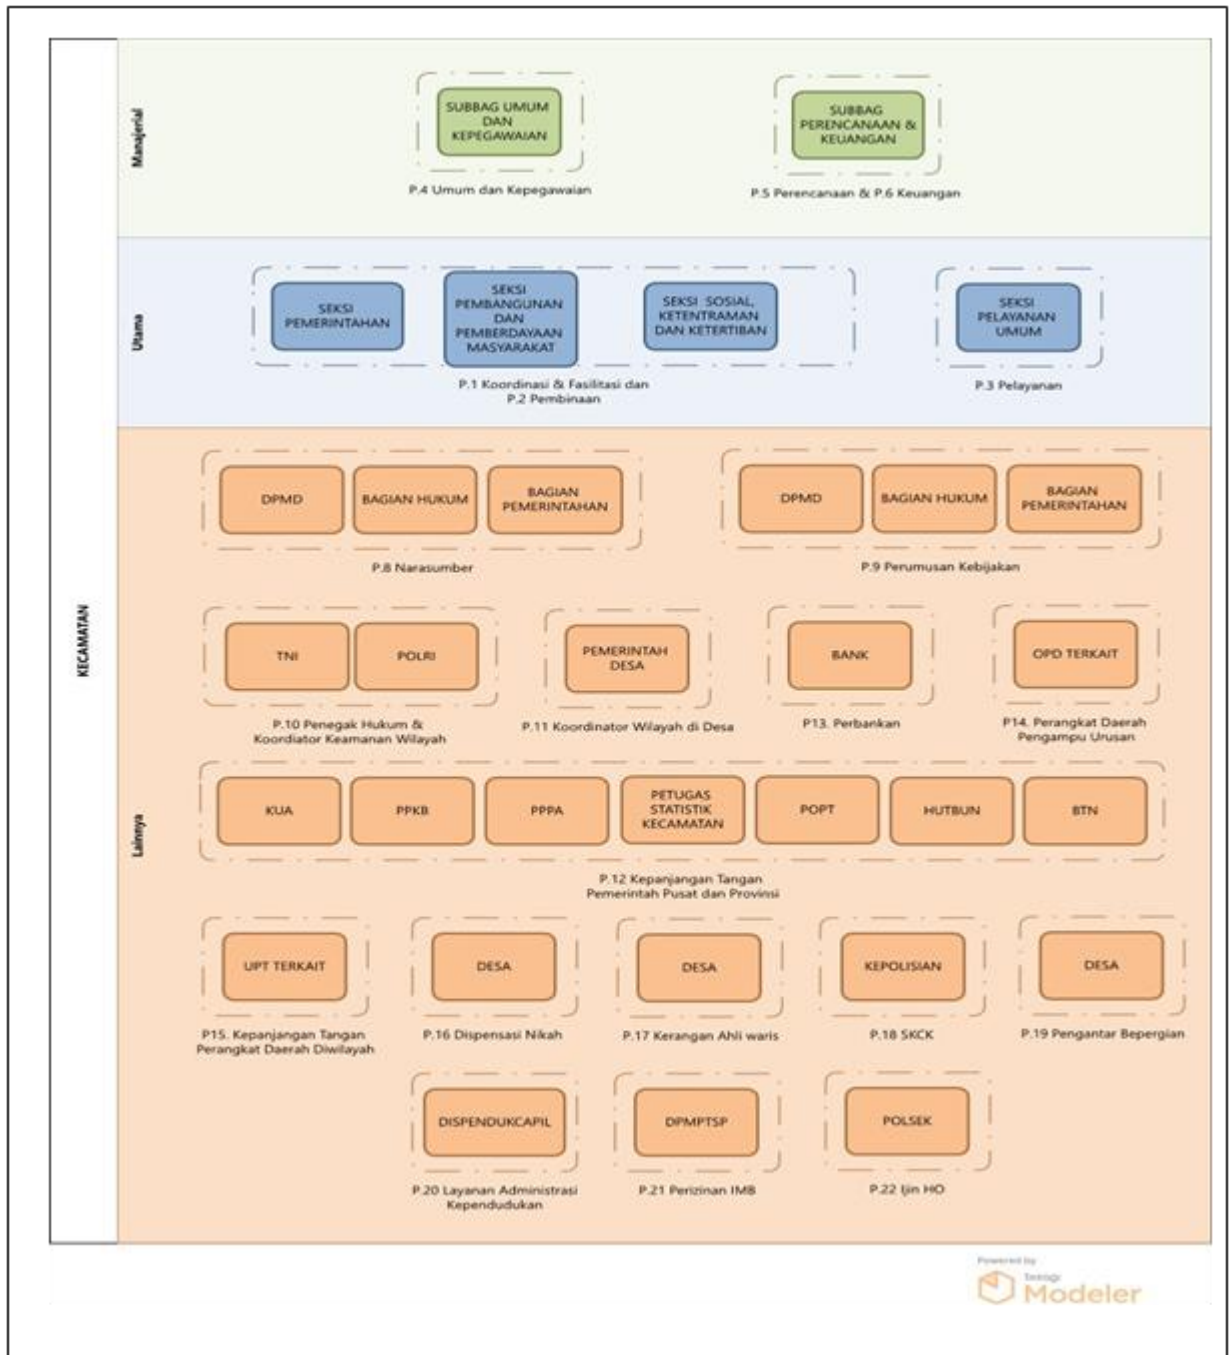 KECAMATAN
Manajerial
SUBBAG UMUM
DAN
KEPEGAWAIAN
SUBBAG
PERENCANAAN &
KEUANGAN
P.4 Umum dan Kepegawaian
P.5 Perencanaan & P.6 Keuangan
Utama
SEKSI
PEMERINTAHAN
SEKSI
PEMBANGUNAN
DAN
PEMBERDAYAAN
MASYARAKAT
SEKSI SOSIAL,
KETENTRAMAN
DAN KETERTIBAN
SEKSI
PELAYANAN
UMUM
P.1 Koordinasi & Fasilitasi dan
P.2 Pembinaan
P.3 Pelayanan
Lainnya
DPMD
BAGIAN HUKUM
BAGIAN
PEMERINTAHAN
DPMD
BAGIAN HUKUM
BAGIAN
PEMERINTAHAN
P.8 Narasumber
P.9 Perumusan Kebijakan
TNI
POLRI
PEMERINTAH
DESA
BANK
OPD TERKAIT
P.10 Penegak Hukum &
Koordiator Keamanan Wilayah
P.11 Koordinator Wilayah di Desa
P13. Perbankan
P14. Perangkat Daerah
Pengampu Urusan
KUA
PPKB
PPPA
PETUGAS
STATISTIK
KECAMATAN
POPT
HUTBUN
BTN
P.12 Kepanjangan Tangan
Pemerintah Pusat dan Provinsi
UPT TERKAIT
DESA
DESA
KEPOLISIAN
DESA
P15. Kepanjangan Tangan
Perangkat Daerah Diwilayah
P.16 Dispensasi Nikah
P.17 Kerangan Ahli waris
P.18 SKCK
P.19 Pengantar Bepergian
DISPENDUKCAPIL
DPMPTSP
POLSEK
P.20 Layanan Administrasi
Kependudukan
P.21 Perizinan IMB
P.22 Ijin HO
Powered by
bizagi
Modeler